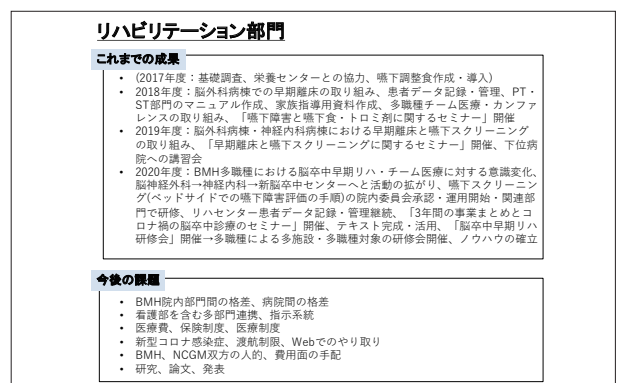 リハビリテーション部門
これまでの成果
• (2017年度：基礎調査、栄養センターとの協力、嚥下調整食作成・導入)
• 2018年度：脳外科病棟での早期離床の取り組み、患者データ記録・管理、PT・
ST部門のマニュアル作成、家族指導用資料作成、多職種チーム医療・カンファ
レンスの取り組み、「嚥下障害と嚥下食・トロミ剤に関するセミナー」開催
• 2019年度：脳外科病棟・神経内科病棟における早期離床と嚥下スクリーニング
の取り組み、「早期離床と嚥下スクリーニングに関するセミナー」開催、下位病
院への講習会
• 2020年度：BMH多職種における脳卒中早期リハ・チーム医療に対する意識変化、
脳神経外科→神経内科→新脳卒中センターへと活動の拡がり、嚥下スクリーニン
グ(ベッドサイドでの嚥下障害評価の手順)の院内委員会承認・運用開始・関連部
門で研修、リハセンター患者データ記録・管理継続、「3年間の事業まとめとコ
ロナ禍の脳卒中診療のセミナー」開催、テキスト完成・活用、「脳卒中早期リハ
研修会」開催→多職種による多施設・多職種対象の研修会開催、ノウハウの確立
今後の課題
• BMH院内部門間の格差、病院間の格差
• 看護部を含む多部門連携、指示系統
• 医療費、保険制度、医療制度
• 新型コロナ感染症、渡航制限、Webでのやり取り
• BMH、NCGM双方の人的、費用面の手配
• 研究、論文、発表